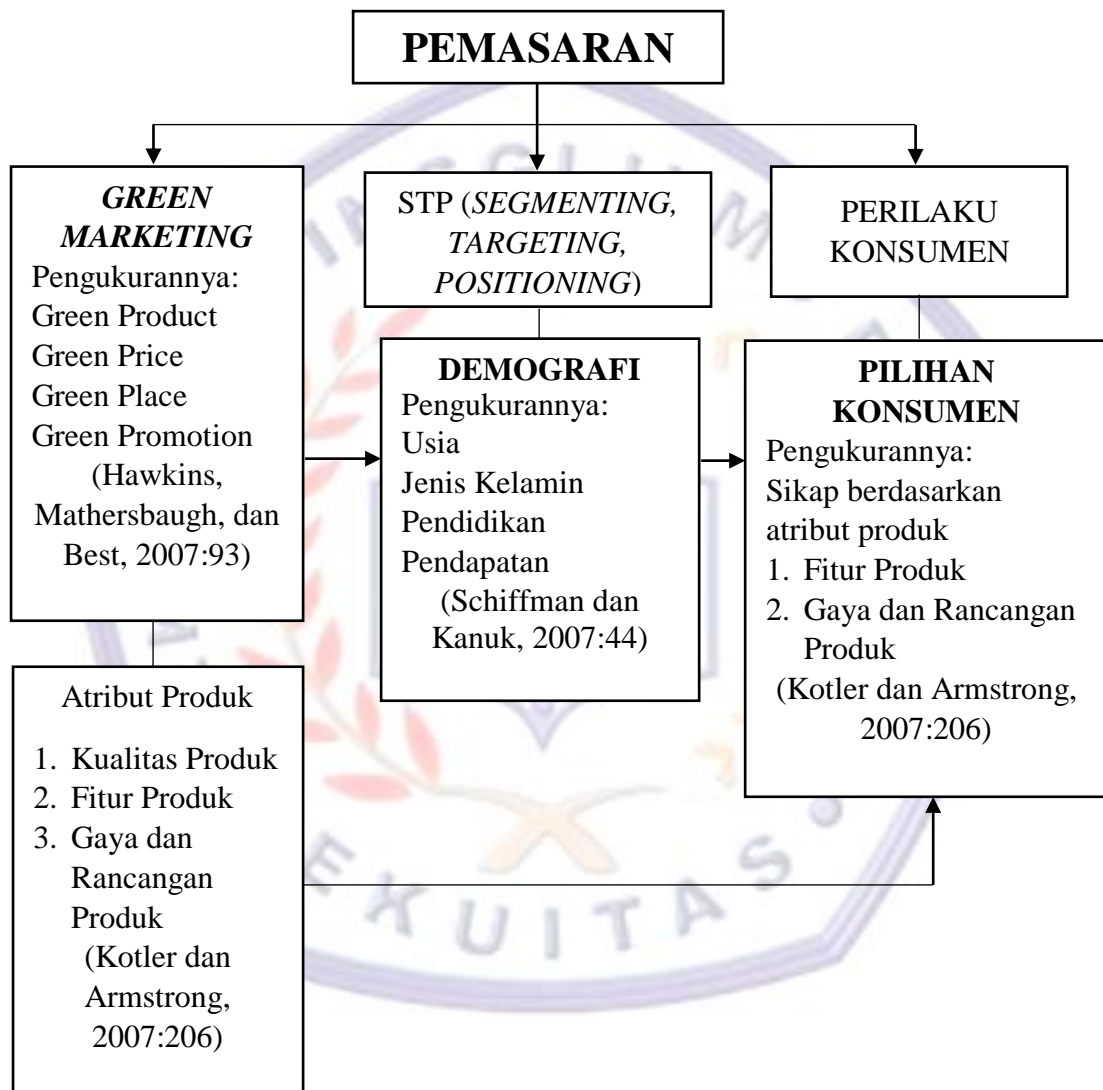 PEMASARAN
GREEN
MARKETING
Pengukurannya:
Green Product
Green Price
Green Place
Green Promotion
(Hawkins,
Mathersbaugh, dan
Best, 2007:93)
STP (SEGMENTING,
TARGETING,
POSITIONING)
PERILAKU
KONSUMEN
DEMOGRAFI
Pengukurannya:
Usia
Jenis Kelamin
Pendidikan
Pendapatan
(Schiffman dan
Kanuk, 2007:44)
PILIHAN
KONSUMEN
Pengukurannya:
Sikap berdasarkan
atribut produk
1. Fitur Produk
2. Gaya dan Rancangan
Produk
(Kotler dan Armstrong,
2007:206)
Atribut Produk
1. Kualitas Produk
2. Fitur Produk
3. Gaya dan
Rancangan
Produk
(Kotler dan
Armstrong,
2007:206)
EKUITAS